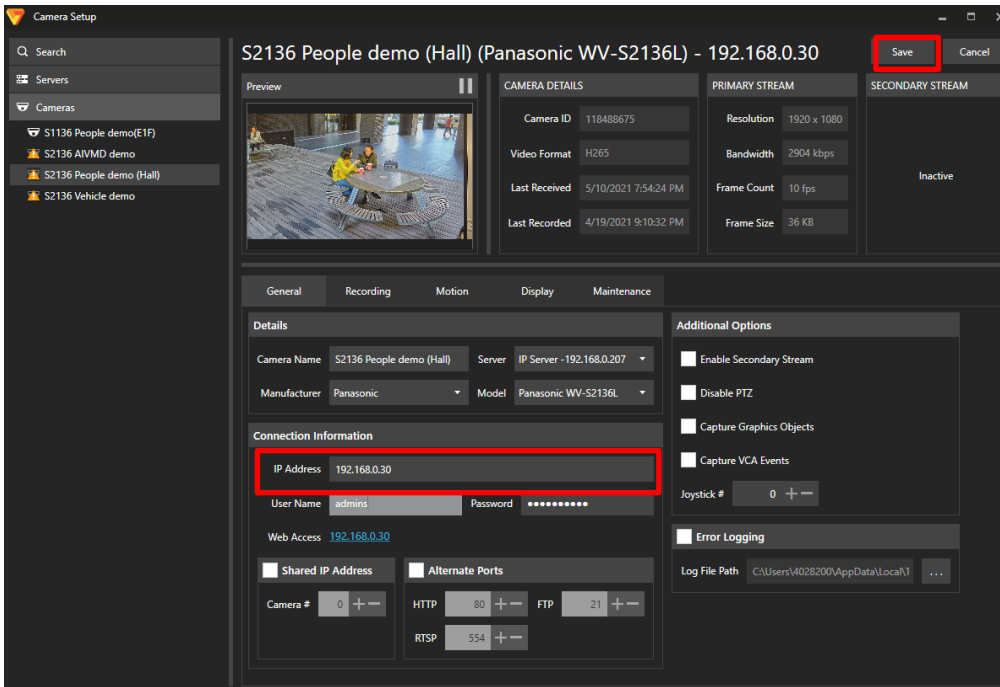 Camera Setup
Search
Servers
Cameras
S1136 People demo(E1F)
S2136 AIVMD demo
S2136 People demo (Hall)
S2136 Vehicle demo
S2136 People demo (Hall) (Panasonic WV-S2136L) - 192.168.0.30
Save
Cancel
Preview
CAMERA DETAILS
Camera ID 118488675
Video Format H265
Last Received 5/10/2021 7:54:24 PM
Last Recorded 4/19/2021 9:10:32 PM
PRIMARY STREAM
Resolution 1920 x 1080
Bandwidth 2904 kbps
Frame Count 10 fps
Frame Size 36 KB
SECONDARY STREAM
Inactive
General Recording Motion Display Maintenance
Details
Camera Name S2136 People demo (Hall) Server IP Server -192.168.0.207
Manufacturer Panasonic Model Panasonic WV-S2136L
Connection Information
IP Address 192.168.0.30
User Name admins Password ••••••••••
Web Access 192.168.0.30
Shared IP Address
Camera # 0 + −
Alternate Ports
HTTP 80 + − FTP 21 + −
RTSP 554 + −
Additional Options
Enable Secondary Stream
Disable PTZ
Capture Graphics Objects
Capture VCA Events
Joystick # 0 + −
Error Logging
Log File Path C:\Users\4028200\AppData\Local\T ...